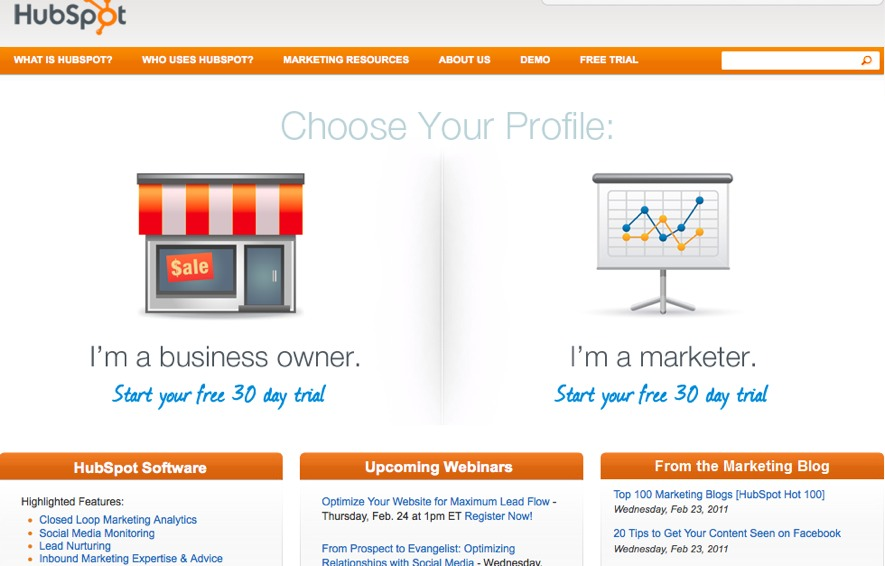 HubSpot
WHAT IS HUBSPOT? WHO USES HUBSPOT? MARKETING RESOURCES ABOUT US DEMO FREE TRIAL
Choose Your Profile:
$ale
I'm a business owner.
Start your free 30 day trial
I'm a marketer.
Start your free 30 day trial
HubSpot Software
Highlighted Features:
Closed Loop Marketing Analytics
Social Media Monitoring
Lead Nurturing
Inbound Marketing Expertise & Advice
Upcoming Webinars
Optimize Your Website for Maximum Lead Flow -
Thursday, Feb. 24 at 1pm ET Register Now!
From Prospect to Evangelist: Optimizing
Relationships with Social Media - Wednesday,
From the Marketing Blog
Top 100 Marketing Blogs [HubSpot Hot 100]
Wednesday, Feb 23, 2011
20 Tips to Get Your Content Seen on Facebook
Wednesday, Feb 23, 2011